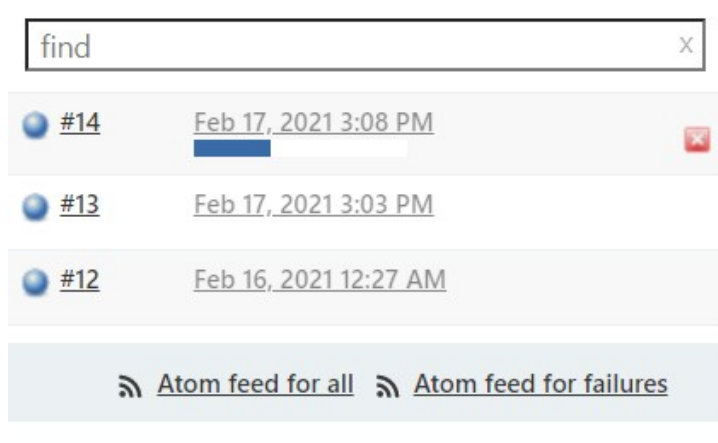 find x
#14 Feb 17, 2021 3:08 PM
#13 Feb 17, 2021 3:03 PM
#12 Feb 16, 2021 12:27 AM
Atom feed for all Atom feed for failures